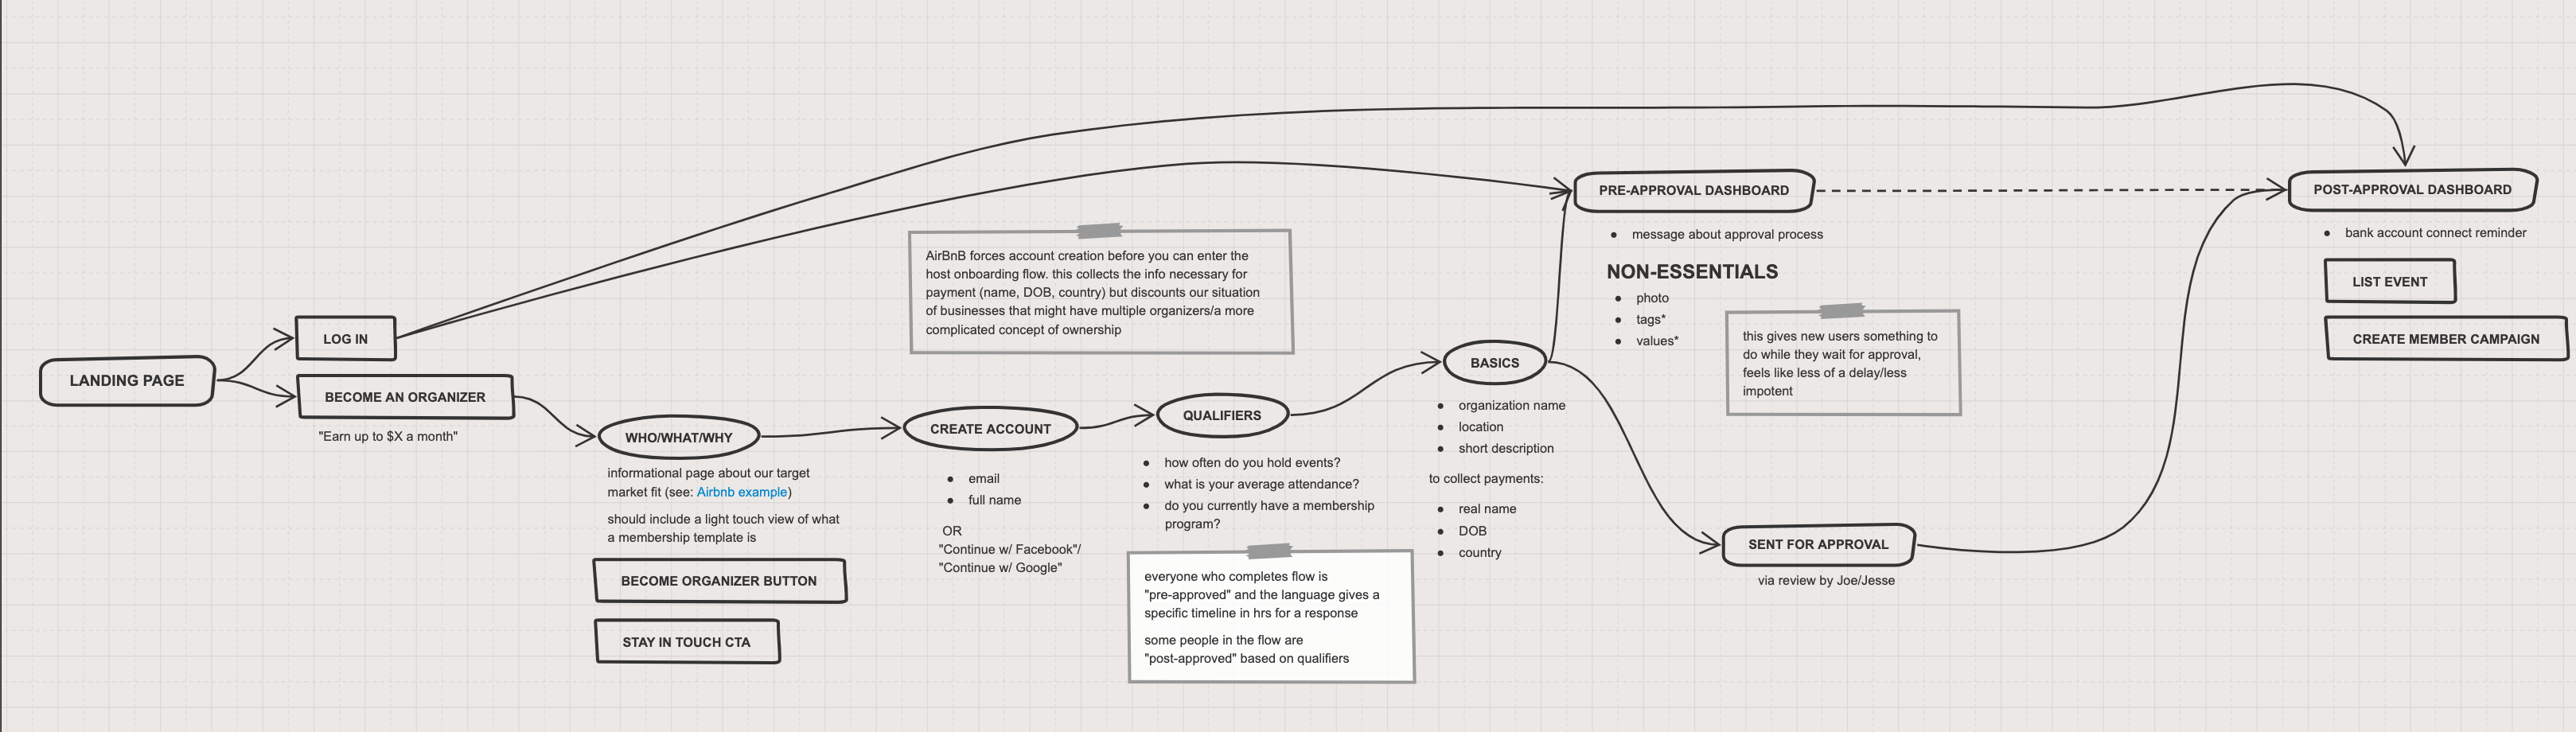 LANDING PAGE
LOG IN
BECOME AN ORGANIZER
"Earn up to $X a month"
WHO/WHAT/WHY
informational page about our target
market fit (see: Airbnb example)
should include a light touch view of what
a membership template is
BECOME ORGANIZER BUTTON
STAY IN TOUCH CTA
AirBnB forces account creation before you can enter the
host onboarding flow. this collects the info necessary for
payment (name, DOB, country) but discounts our situation
of businesses that might have multiple organizers/a more
complicated concept of ownership
CREATE ACCOUNT
● email
● full name
OR
"Continue w/ Facebook"/
"Continue w/ Google"
QUALIFIERS
● how often do you hold events?
● what is your average attendance?
● do you currently have a membership
program?
everyone who completes flow is
"pre-approved" and the language gives a
specific timeline in hrs for a response
some people in the flow are
"post-approved" based on qualifiers
BASICS
● organization name
● location
● short description
to collect payments:
● real name
● DOB
● country
PRE-APPROVAL DASHBOARD
● message about approval process
NON-ESSENTIALS
● photo
● tags*
● values*
this gives new users something to
do while they wait for approval,
feels like less of a delay/less
impotent
SENT FOR APPROVAL
via review by Joe/Jesse
POST-APPROVAL DASHBOARD
● bank account connect reminder
LIST EVENT
CREATE MEMBER CAMPAIGN